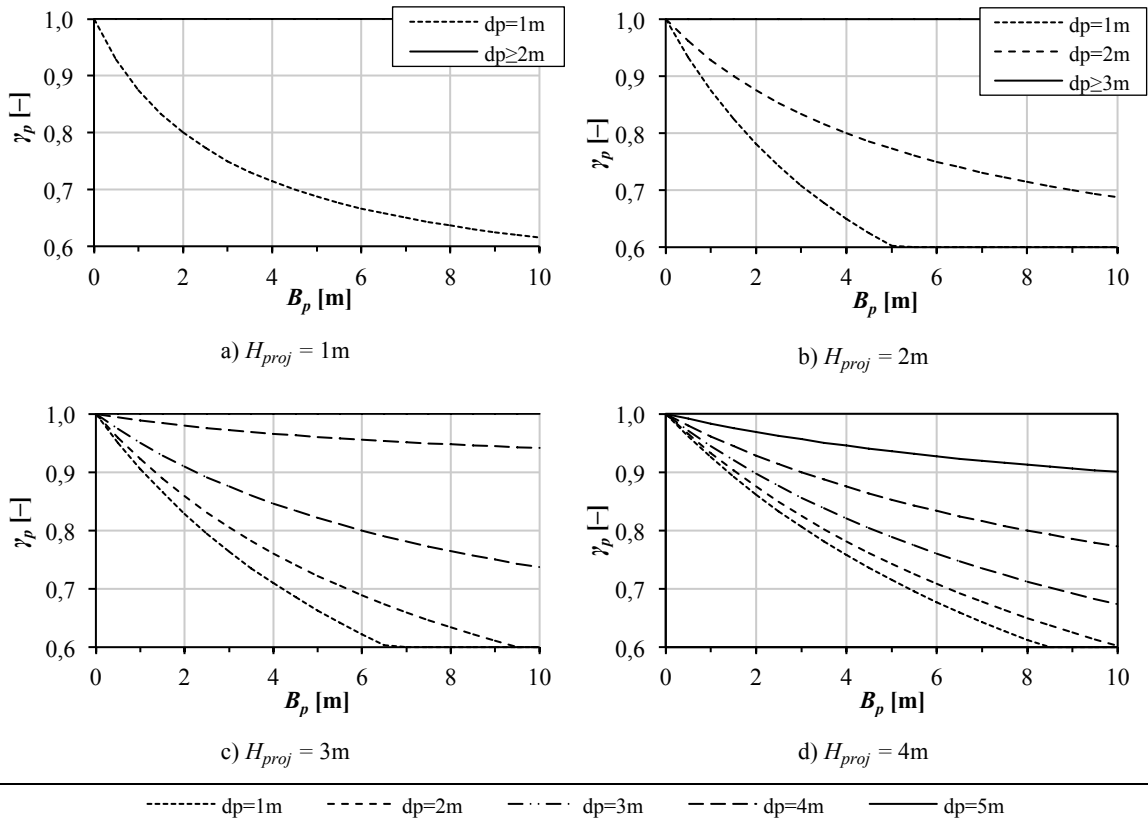 1,0
0,9
0,8
0,7
0,6
γp [–]
0 2 4 6 8 10
Bp [m]
dp=1m
dp≥2m
a) Hproj = 1m
1,0
0,9
0,8
0,7
0,6
γp [–]
0 2 4 6 8 10
Bp [m]
dp=1m
dp=2m
dp≥3m
b) Hproj = 2m
1,0
0,9
0,8
0,7
0,6
γp [–]
0 2 4 6 8 10
Bp [m]
c) Hproj = 3m
1,0
0,9
0,8
0,7
0,6
γp [–]
0 2 4 6 8 10
Bp [m]
d) Hproj = 4m
dp=1m dp=2m dp=3m dp=4m dp=5m